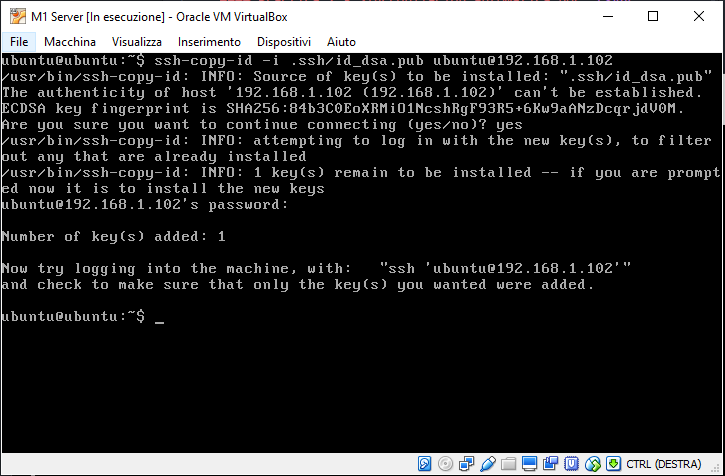 M1 Server [In esecuzione] - Oracle VM VirtualBox
File Macchina Visualizza Inserimento Dispositivi Aiuto
ubuntu@ubuntu:~$ ssh-copy-id -i .ssh/id_dsa.pub ubuntu@192.168.1.102
/usr/bin/ssh-copy-id: INFO: Source of key(s) to be installed: ".ssh/id_dsa.pub"
The authenticity of host '192.168.1.102 (192.168.1.102)' can't be established.
ECDSA key fingerprint is SHA256:84b3C0EoXRMiO1NcshRgF93R5+6Kw9aANzDcqrjdV0M.
Are you sure you want to continue connecting (yes/no)? yes
/usr/bin/ssh-copy-id: INFO: attempting to log in with the new key(s), to filter
out any that are already installed
/usr/bin/ssh-copy-id: INFO: 1 key(s) remain to be installed -- if you are prompt
ed now it is to install the new keys
ubuntu@192.168.1.102's password:
Number of key(s) added: 1
Now try logging into the machine, with:   "ssh 'ubuntu@192.168.1.102'"
and check to make sure that only the key(s) you wanted were added.
ubuntu@ubuntu:~$ _
CTRL (DESTRA)